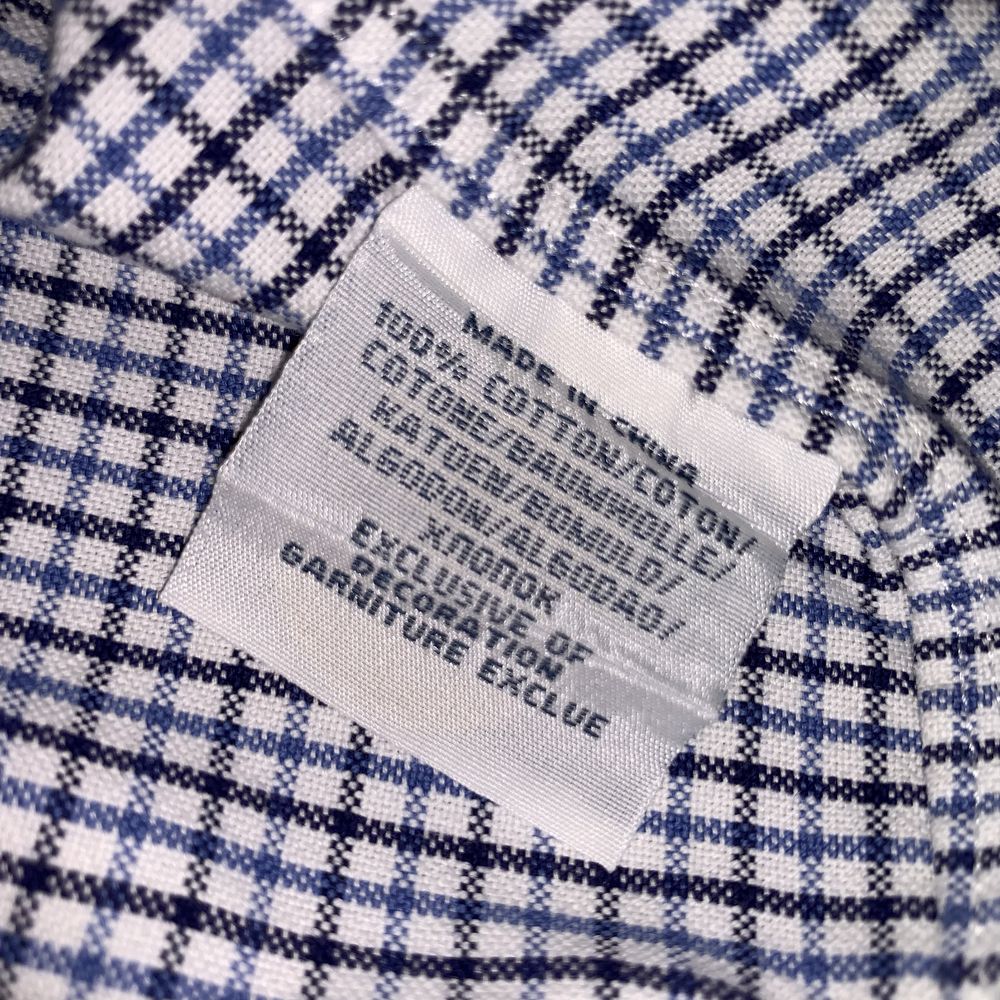 MADE IN CHINA
100% COTTON/COTON/
COTONE/BAUMWOLLE/
KATOEN/BOMULD/
ALGODON/ALGODAO/
ХЛОПОК
EXCLUSIVE OF
DECORATION
GARNITURE EXCLUE